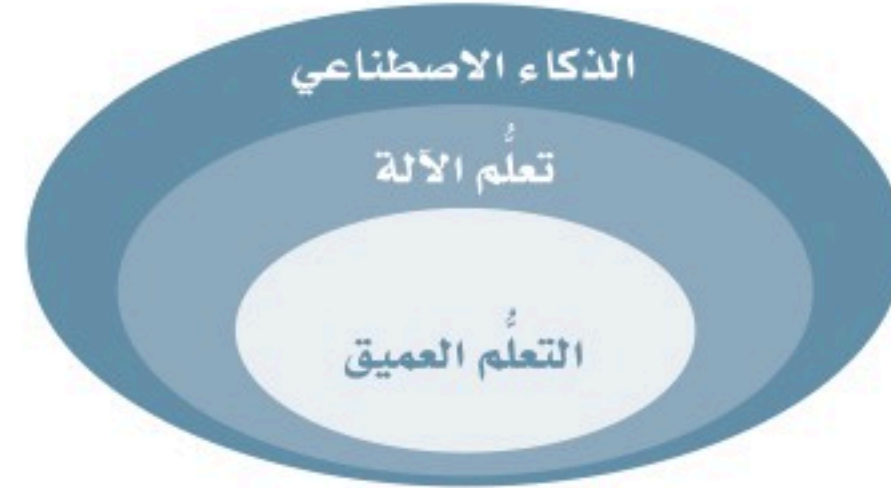 الذكاء الاصطناعي
تعلُّم الآلة
التعلُّم العميق